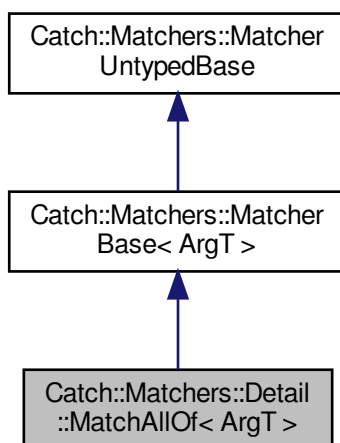 Catch::Matchers::Matcher
UntypedBase
Catch::Matchers::Matcher
Base< ArgT >
Catch::Matchers::Detail
::MatchAllOf< ArgT >